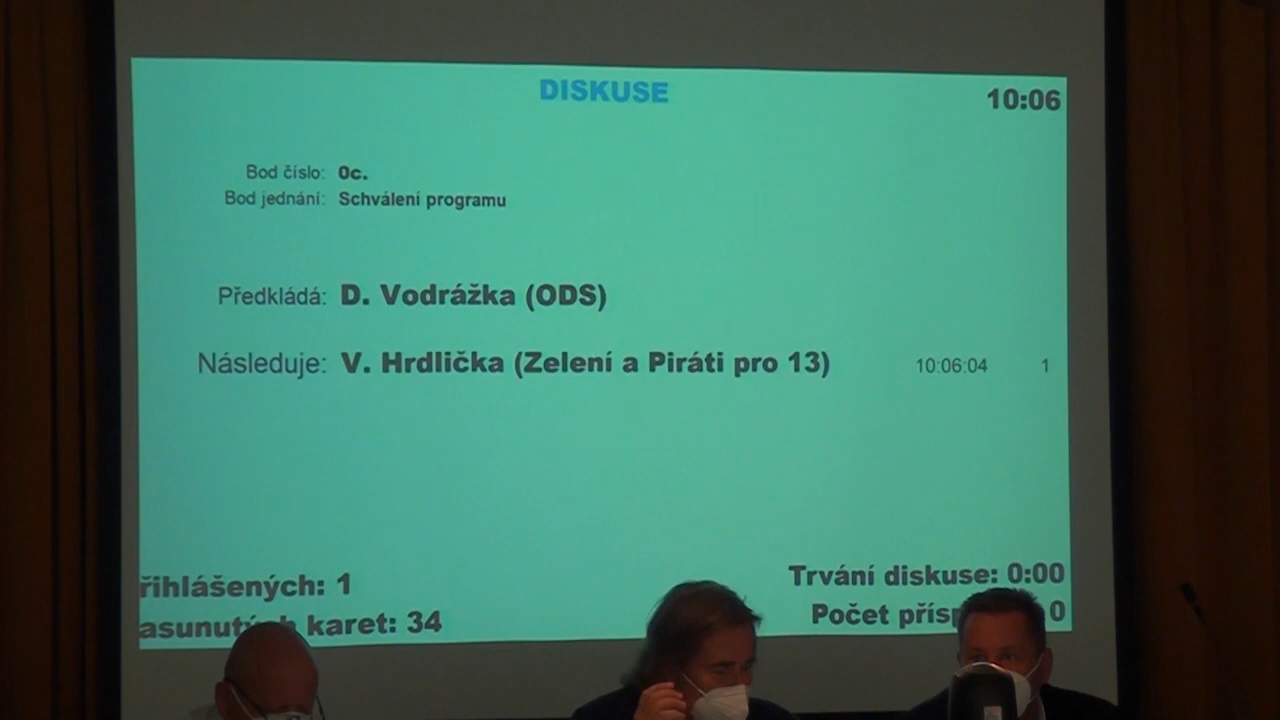 DISKUSE
10:06
Bod číslo: 0c.
Bod jednání: Schválení programu
Předkládá: D. Vodrážka (ODS)
Následuje: V. Hrdlička (Zelení a Piráti pro 13) 10:06:04 1
řihlášených: 1
Trvání diskuse: 0:00
asunutých karet: 34
Počet přísp 0